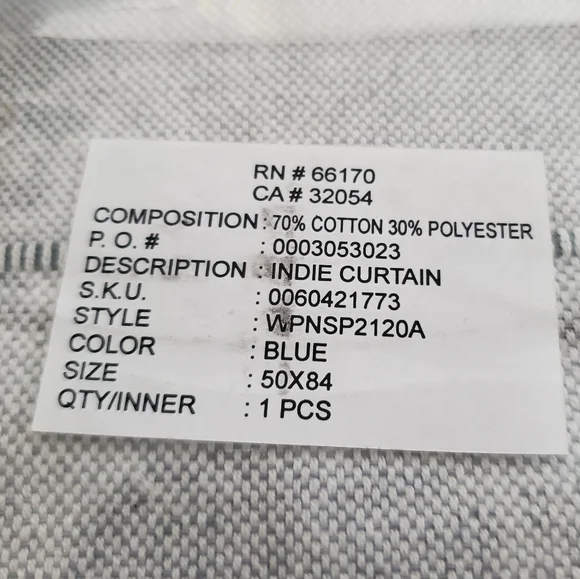 RN # 66170
CA # 32054
COMPOSITION : 70% COTTON 30% POLYESTER
P. O. # : 0003053023
DESCRIPTION : INDIE CURTAIN
S.K.U. : 0060421773
STYLE : WPNSP2120A
COLOR : BLUE
SIZE : 50X84
QTY/INNER : 1 PCS